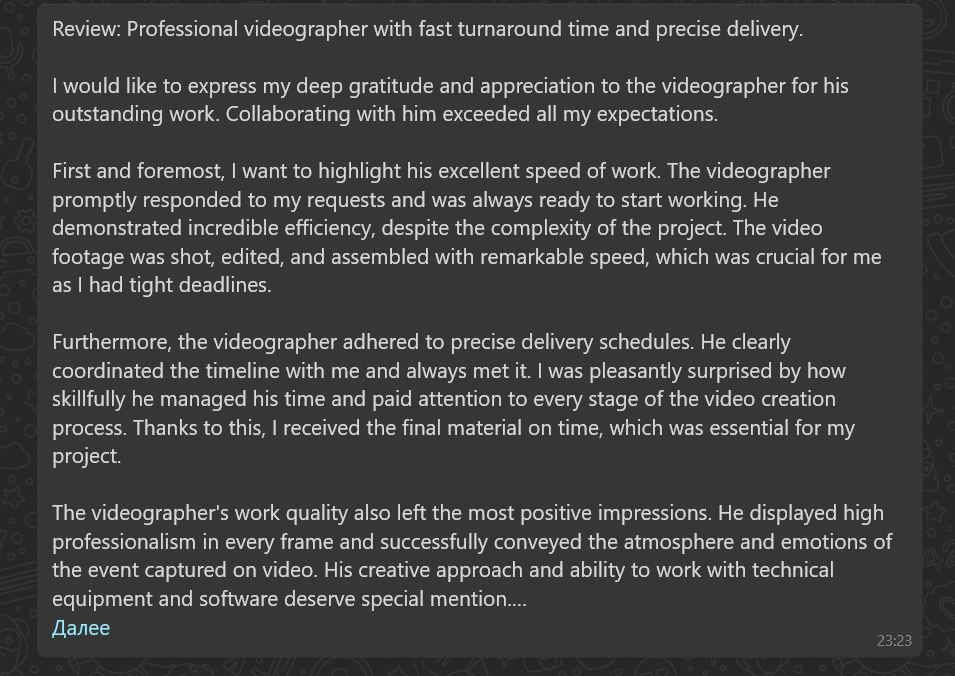 Review: Professional videographer with fast turnaround time and precise delivery.
I would like to express my deep gratitude and appreciation to the videographer for his
outstanding work. Collaborating with him exceeded all my expectations.
First and foremost, I want to highlight his excellent speed of work. The videographer
promptly responded to my requests and was always ready to start working. He
demonstrated incredible efficiency, despite the complexity of the project. The video
footage was shot, edited, and assembled with remarkable speed, which was crucial for me
as I had tight deadlines.
Furthermore, the videographer adhered to precise delivery schedules. He clearly
coordinated the timeline with me and always met it. I was pleasantly surprised by how
skillfully he managed his time and paid attention to every stage of the video creation
process. Thanks to this, I received the final material on time, which was essential for my
project.
The videographer's work quality also left the most positive impressions. He displayed high
professionalism in every frame and successfully conveyed the atmosphere and emotions of
the event captured on video. His creative approach and ability to work with technical
equipment and software deserve special mention....
Далее
23:23